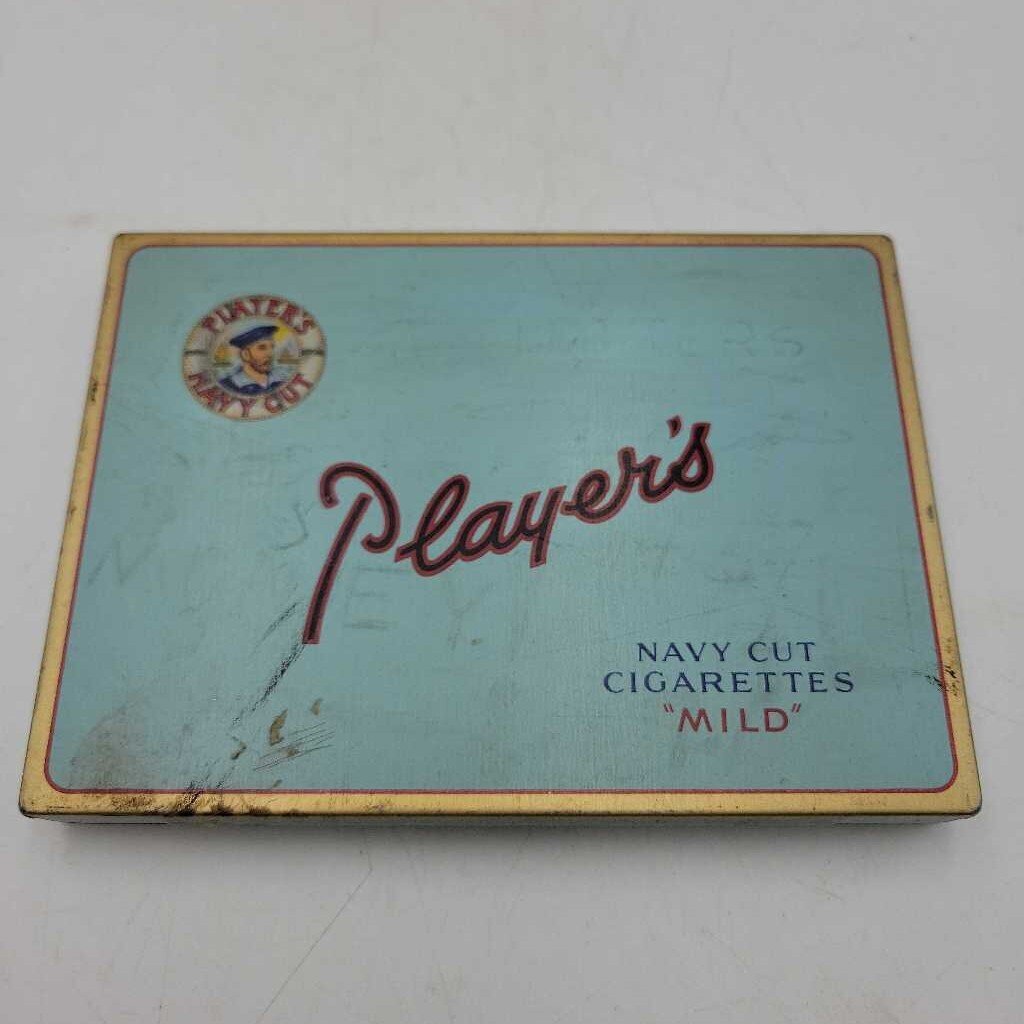 PLAYER'S
NAVY CUT
Player's
NAVY CUT
CIGARETTES
"MILD"